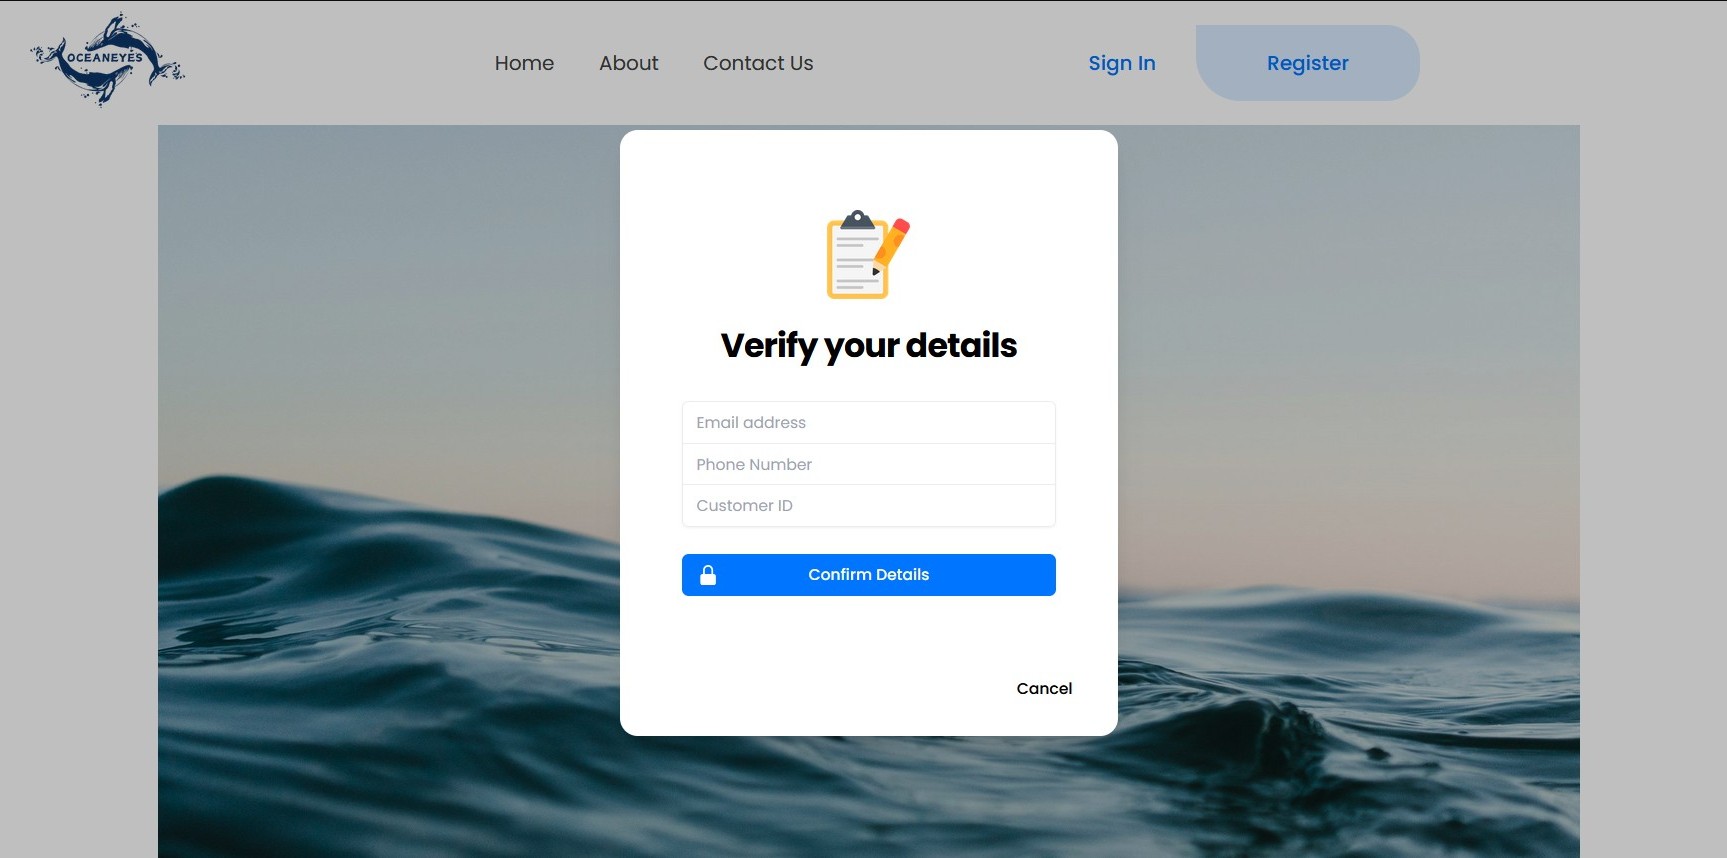 OCEANEYES
Home About Contact Us Sign In Register
Verify your details
Email address
Phone Number
Customer ID
Confirm Details
Cancel